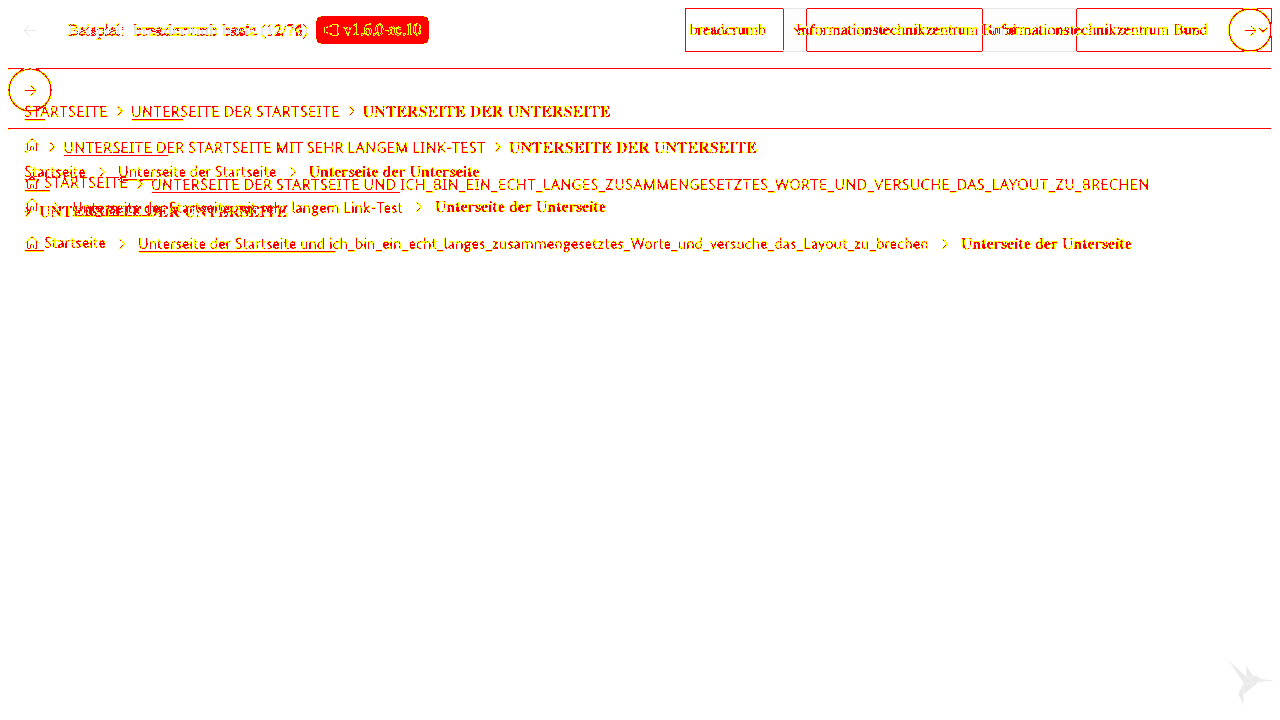 Beispiel: breadcrumb basin (12/76) v1.6.0-rc.10 breadcrumb Informationstechnikzentrum Informationstechnikzentrum Bund
STARTSEITE UNTERSEITE DER STARTSEITE UNTERSEITE DER UNTERSEITE
UNTERSEITE DER STARTSEITE MIT SEHR LANGEM LINK-TEST UNTERSEITE DER UNTERSEITE
Startseite Unterseite der Startseite Unterseite der Unterseite
STARTSEITE UNTERSEITE DER STARTSEITE UND ICH_BIN_EIN_ECHT_LANGES_ZUSAMMENGESETZTES_WORTE_UND_VERSUCHE_DAS_LAYOUT_ZU_BRECHEN
Unterseite der Startseite mit sehr langem Link-Test Unterseite der Unterseite
UNTERSEITE DER UNTERSEITE
Startseite Unterseite der Startseite und ich_bin_ein_echt_langes_zusammengesetztes_Worte_und_versuche_das_Layout_zu_brechen Unterseite der Unterseite